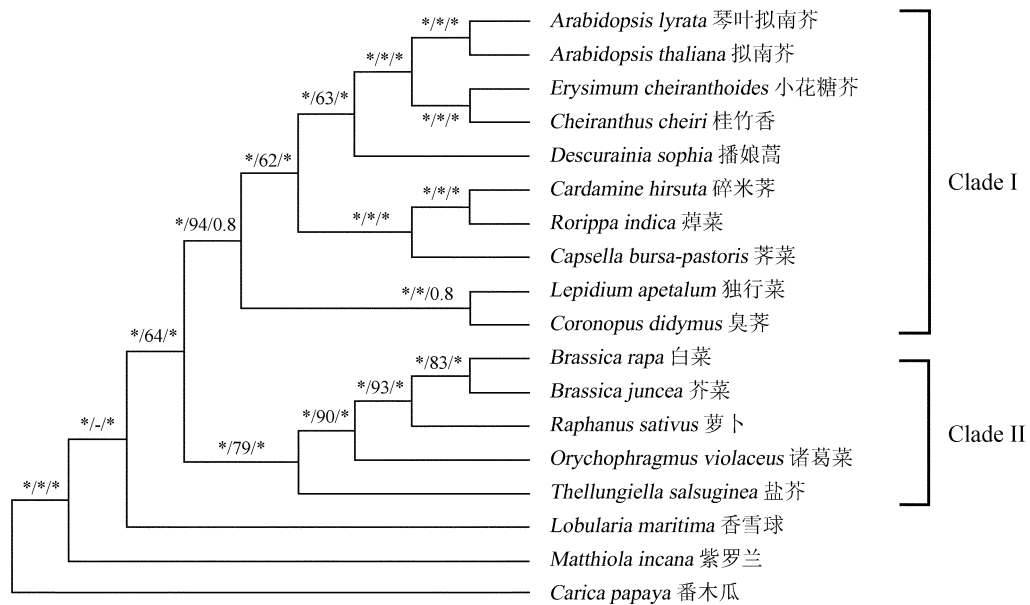 */*/*
Arabidopsis lyrata 琴叶拟南芥
*/*/*
Arabidopsis thaliana 拟南芥
*/63/*
Erysimum cheiranthoides 小花糖芥
*/*/*
Cheiranthus cheiri 桂竹香
*/62/*
Descurainia sophia 播娘蒿
*/*/*
Cardamine hirsuta 碎米荠
*/94/0.8
*/*/*
Rorippa indica 蔊菜
Capsella bursa-pastoris 荠菜
*/*/0.8
Lepidium apetalum 独行菜
Coronopus didymus 臭荠
Clade I
*/64/*
*/83/*
Brassica rapa 白菜
*/93/*
Brassica juncea 芥菜
*/-/*
*/90/*
Raphanus sativus 萝卜
*/79/*
Orychophragmus violaceus 诸葛菜
Clade II
*/*/*
Thellungiella salsuginea 盐芥
Lobularia maritima 香雪球
Matthiola incana 紫罗兰
Carica papaya 番木瓜